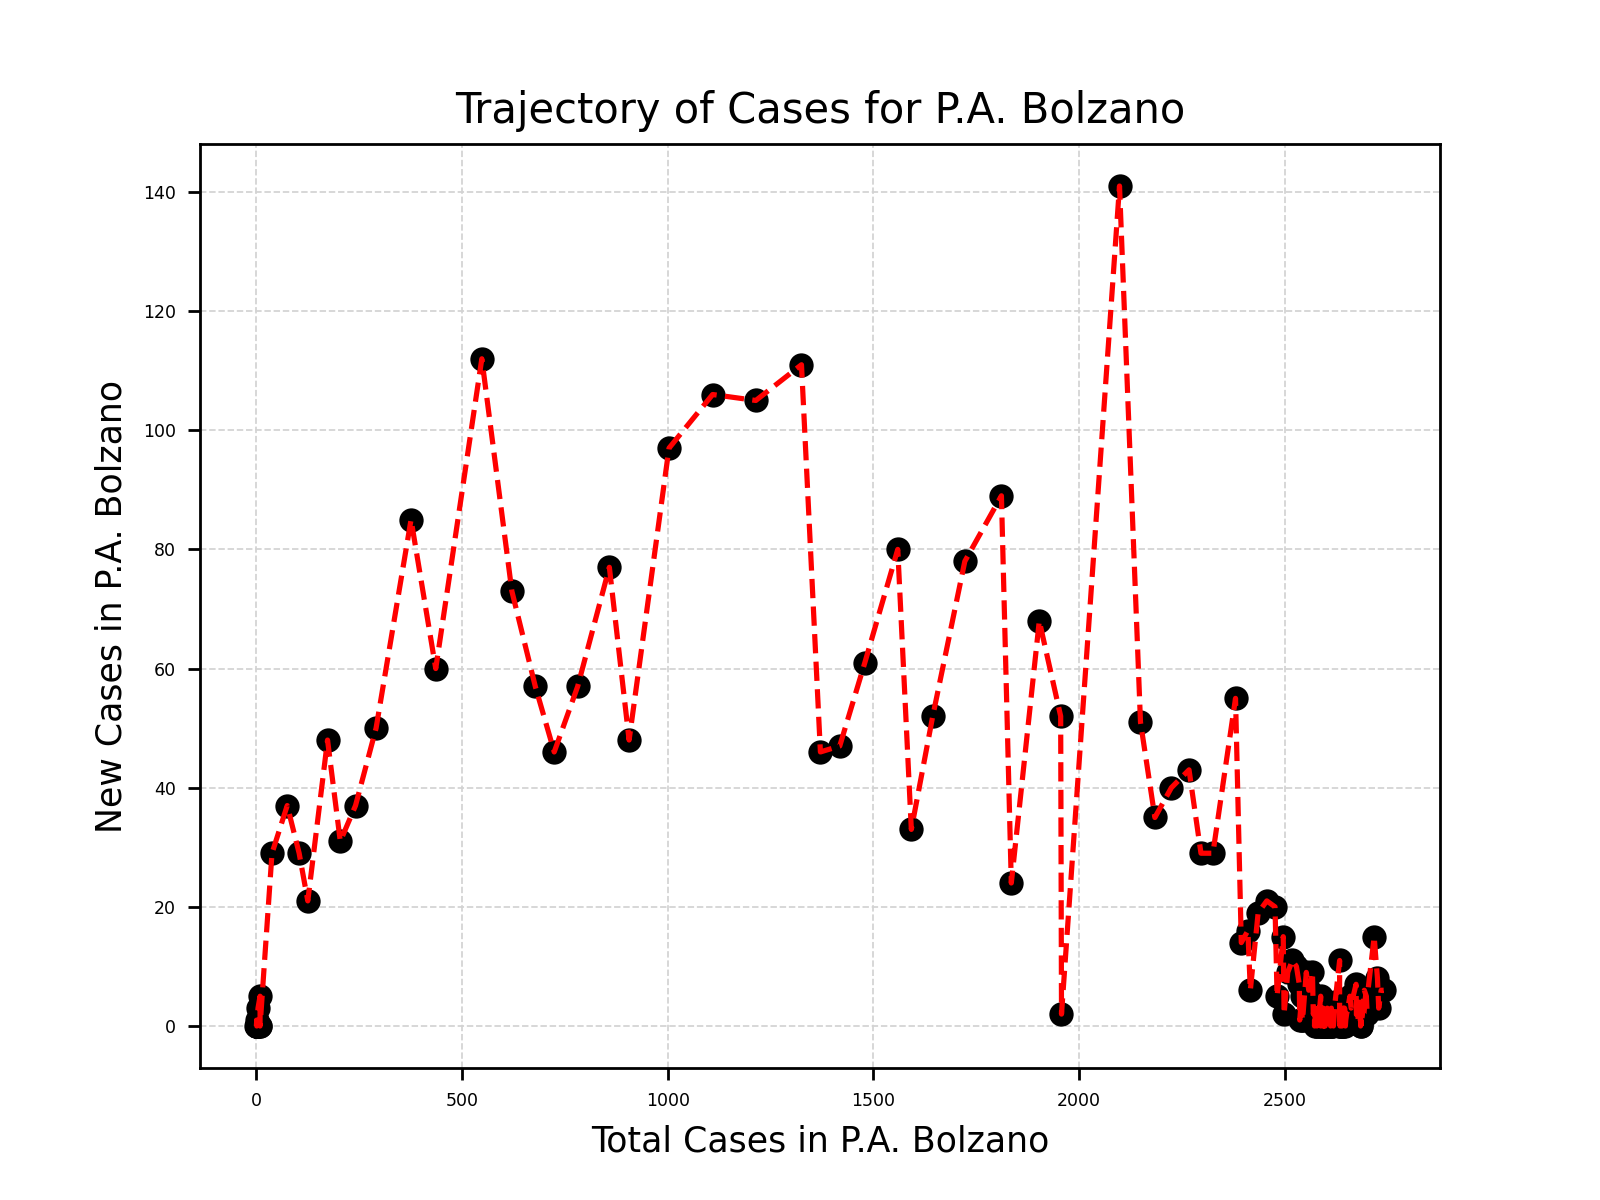 Trajectory of Cases for P.A. Bolzano
New Cases in P.A. Bolzano
140
120
100
80
60
40
20
0
0 500 1000 1500 2000 2500
Total Cases in P.A. Bolzano